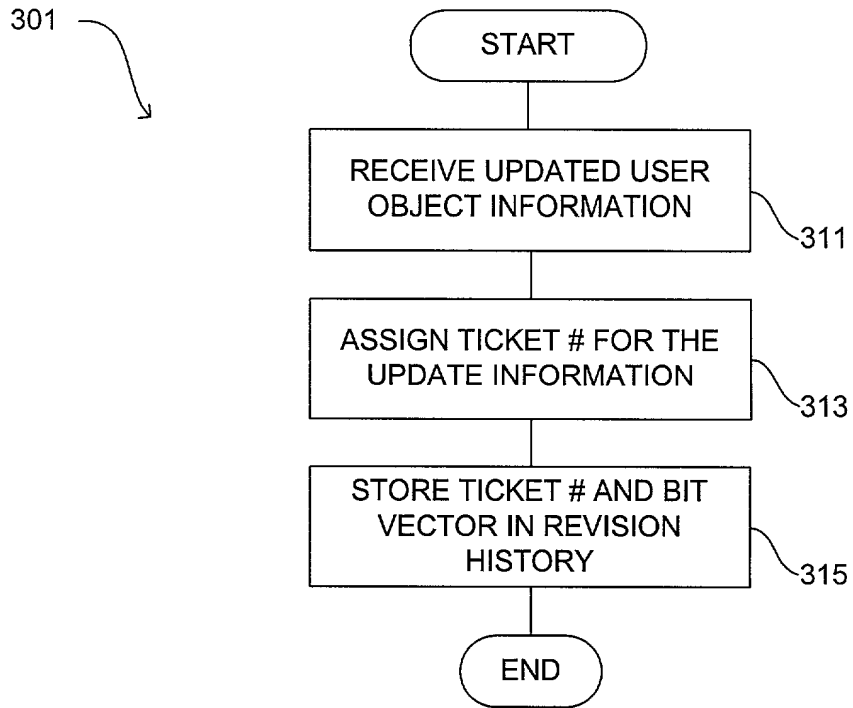 301
START
RECEIVE UPDATED USER
OBJECT INFORMATION
311
ASSIGN TICKET # FOR THE
UPDATE INFORMATION
313
STORE TICKET # AND BIT
VECTOR IN REVISION
HISTORY
315
END